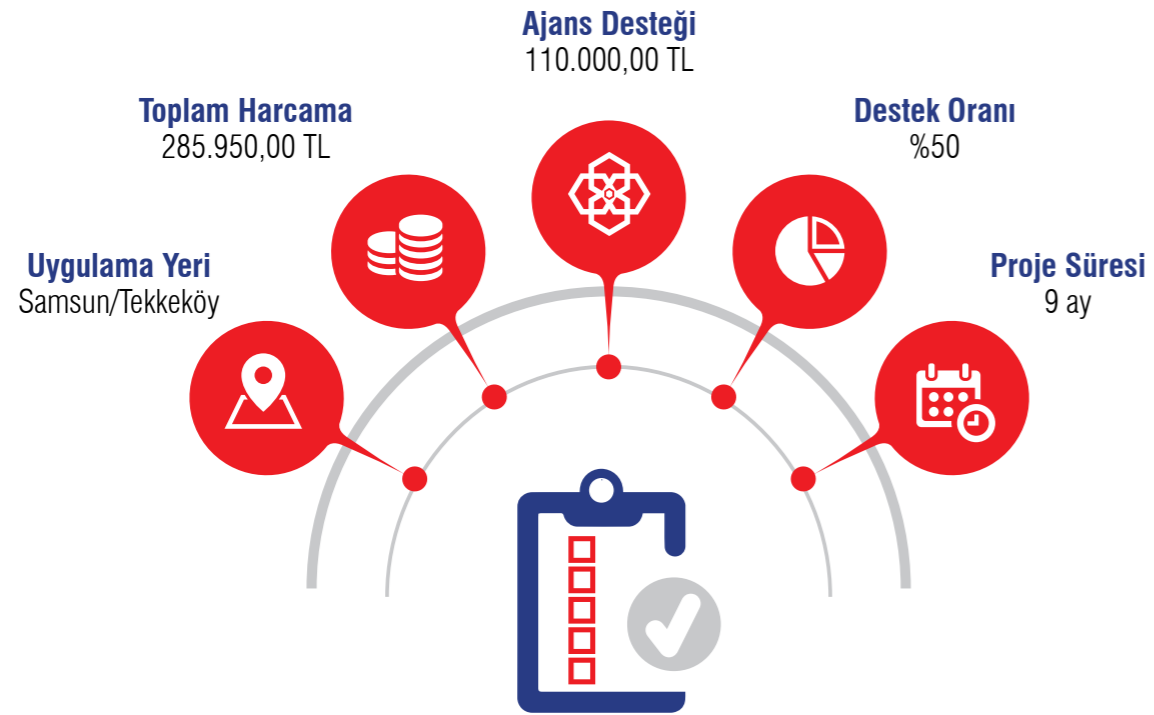 Ajans Desteği
110.000,00 TL
Toplam Harcama
285.950,00 TL
Destek Oranı
%50
Uygulama Yeri
Samsun/Tekkeköy
Proje Süresi
9 ay